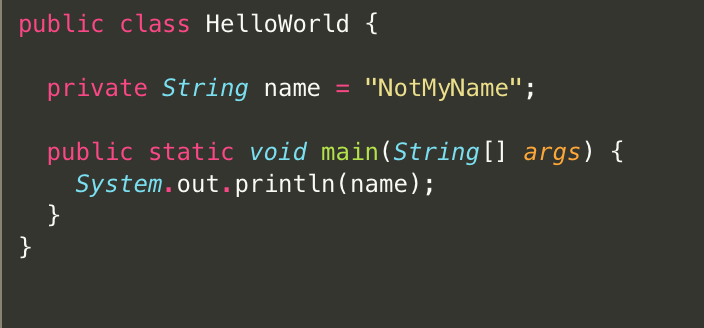 public class HelloWorld {
private String name = "NotMyName";
public static void main(String[] args) {
System.out.println(name);
}
}